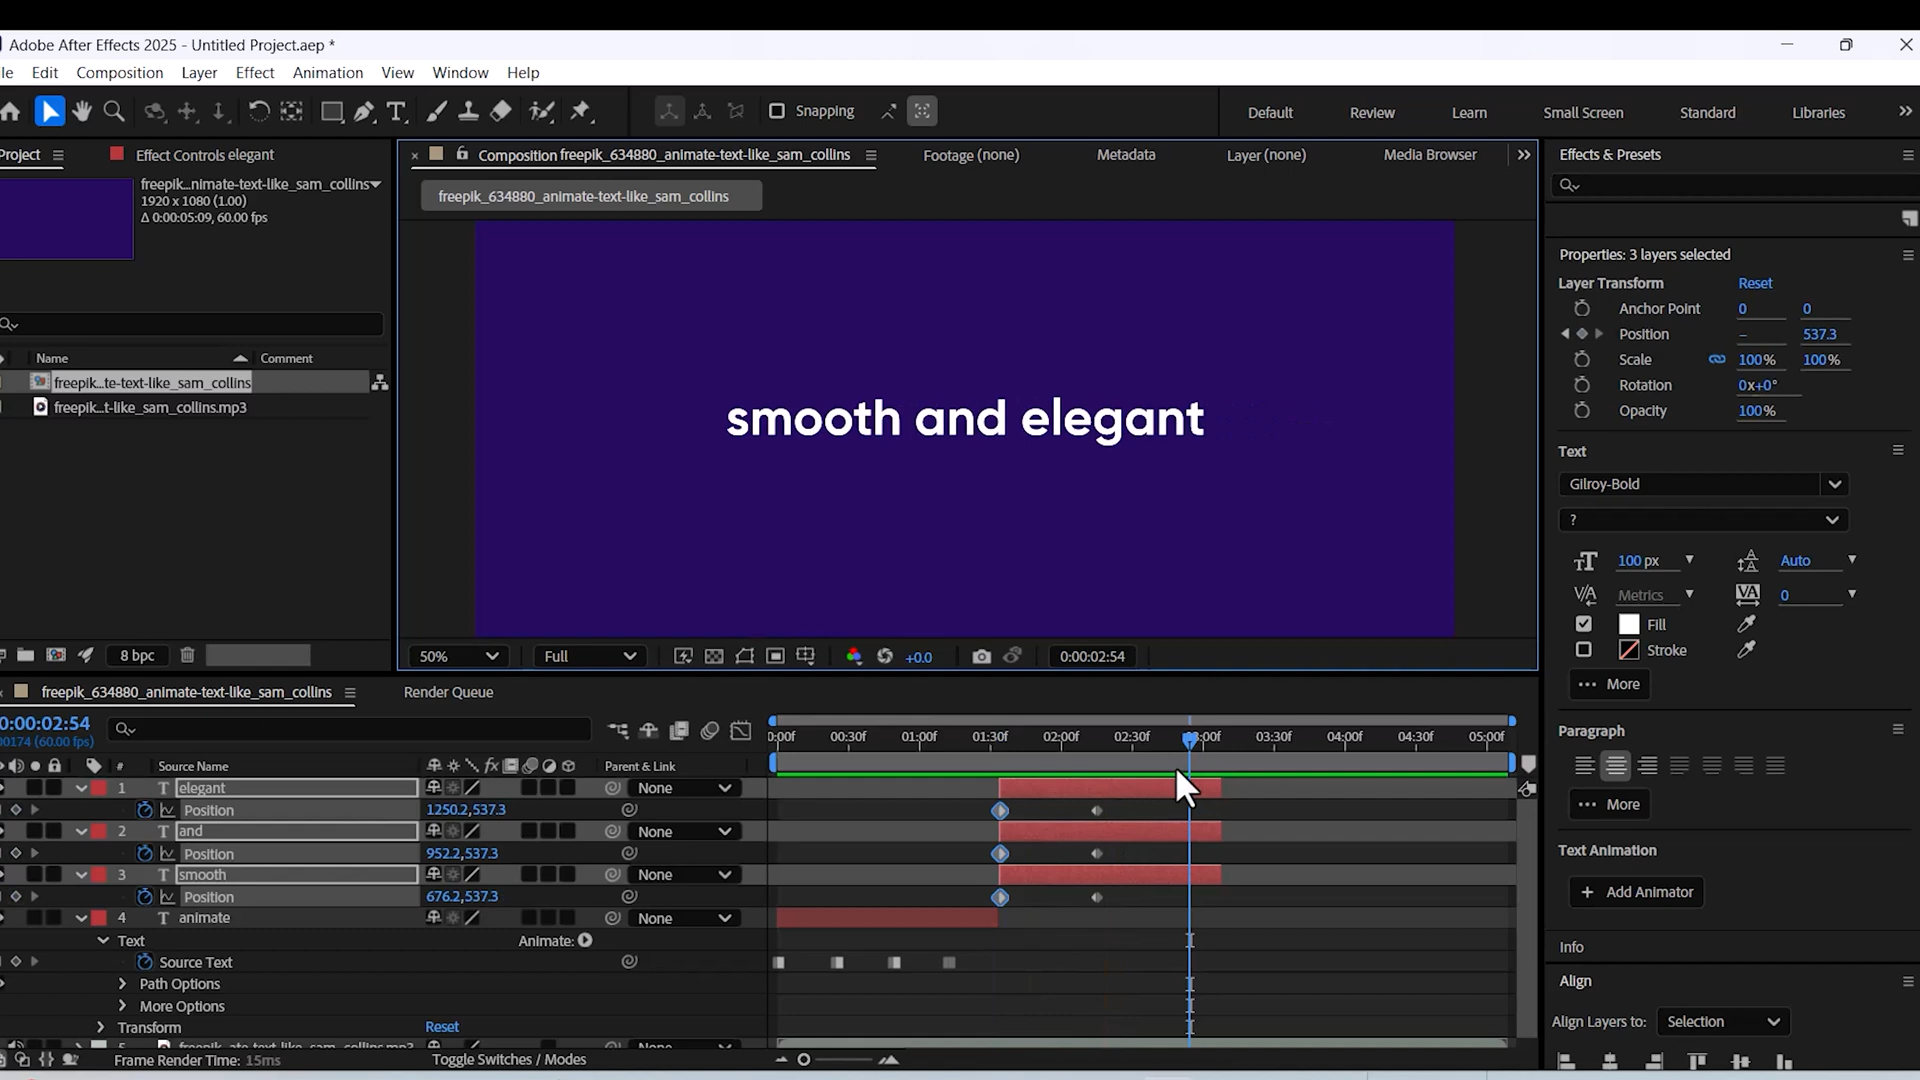 Adobe After Effects 2025 - Untitled Project.aep *
le Edit Composition Layer Effect Animation View Window Help
Snapping
Default Review Learn Small Screen Standard Libraries
Project
Effect Controls elegant
Composition freepik_634880_animate-text-like_sam_collins
Footage (none)
Metadata
Layer (none)
Media Browser
Effects & Presets
freepik...nimate-text-like_sam_collins
1920 x 1080 (1.00)
Δ 0:00:05:09, 60.00 fps
freepik_634880_animate-text-like_sam_collins
Name Comment
freepik...te-text-like_sam_collins
freepik...t-like_sam_collins.mp3
8 bpc
smooth and elegant
50% Full +0.0 0:00:02:54
Properties: 3 layers selected
Layer Transform Reset
Anchor Point 0 0
Position – 537.3
Scale 100% 100%
Rotation 0x+0°
Opacity 100%
Text
Gilroy-Bold
?
100 px Auto
Metrics 0
Fill
Stroke
More
Paragraph
More
Text Animation
+ Add Animator
Info
Align
Align Layers to: Selection
freepik_634880_animate-text-like_sam_collins
Render Queue
0:00:02:54
00174 (60.00 fps)
0:00f 00:30f 01:00f 01:30f 02:00f 02:30f 03:00f 03:30f 04:00f 04:30f 05:00f
# Source Name fx Parent & Link
1 T elegant None
Position 1250.2,537.3
2 T and None
Position 952.2,537.3
3 T smooth None
Position 676.2,537.3
4 T animate None
Text Animate:
Source Text
Path Options
More Options
Transform Reset
Frame Render Time: 15ms
Toggle Switches / Modes